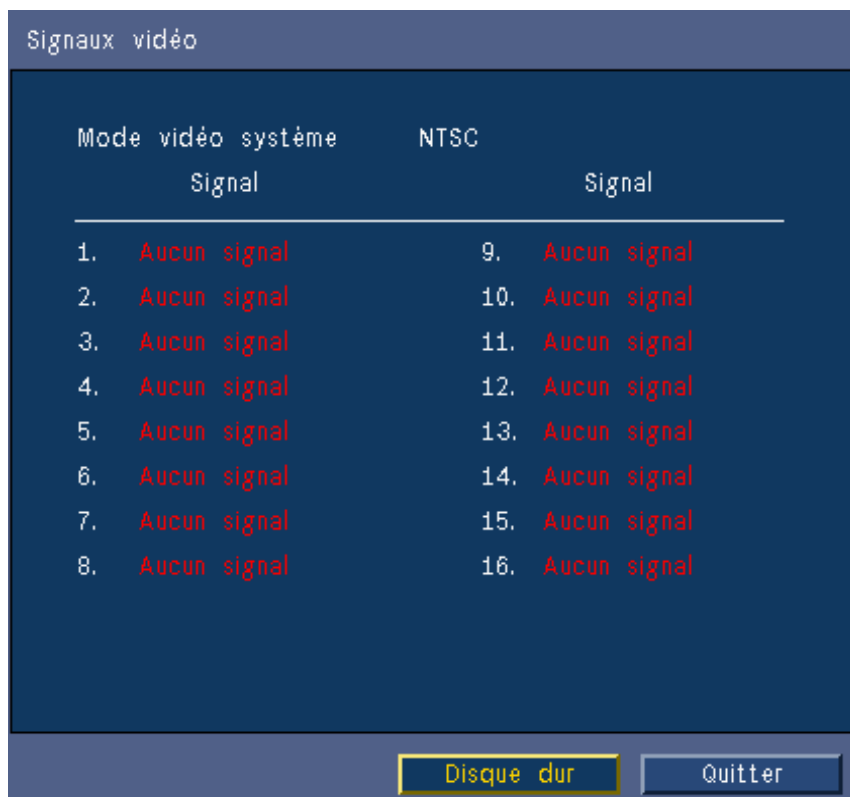 Signaux vidéo
Mode vidéo système NTSC
Signal Signal
1. Aucun signal 9. Aucun signal
2. Aucun signal 10. Aucun signal
3. Aucun signal 11. Aucun signal
4. Aucun signal 12. Aucun signal
5. Aucun signal 13. Aucun signal
6. Aucun signal 14. Aucun signal
7. Aucun signal 15. Aucun signal
8. Aucun signal 16. Aucun signal
Disque dur Quitter